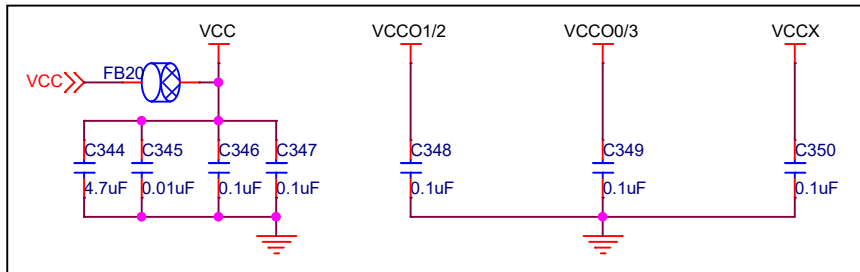 VCC VCCO1/2 VCCO0/3 VCCX
FB20
VCC
C344 C345 C346 C347 C348 C349 C350
4.7uF 0.01uF 0.1uF 0.1uF 0.1uF 0.1uF 0.1uF